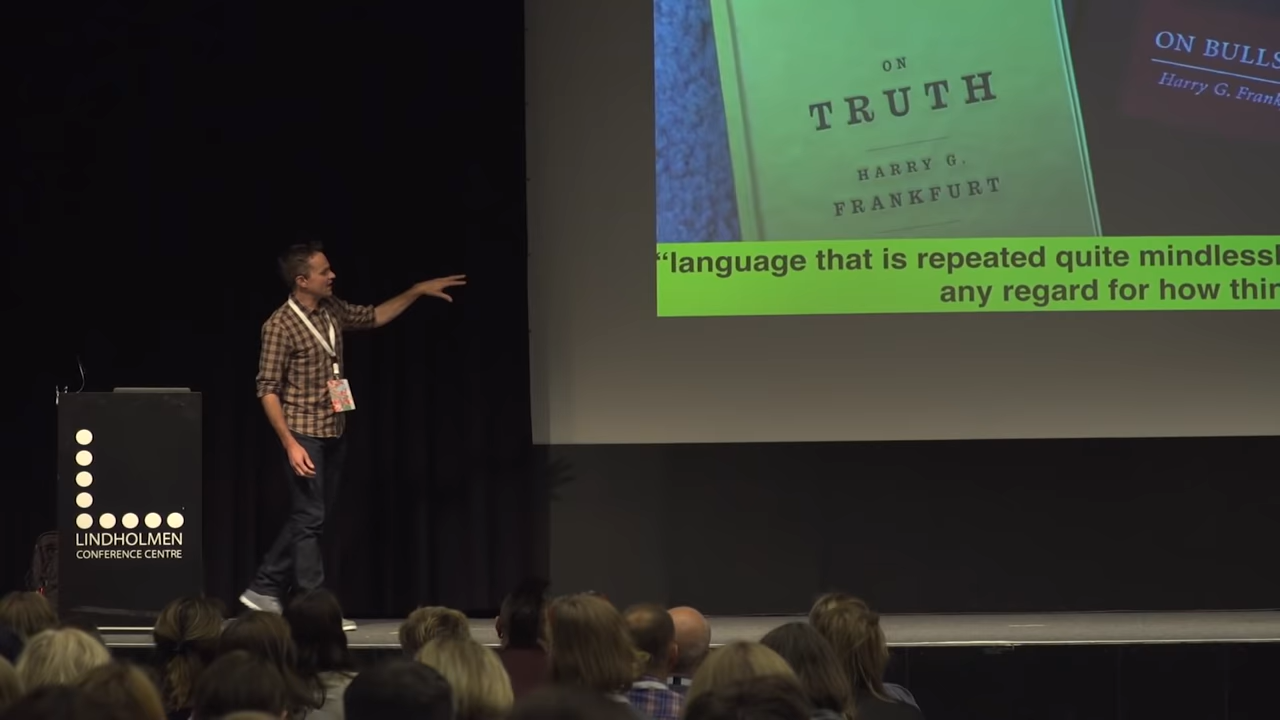 ON
TRUTH
HARRY G.
FRANKFURT
ON BULLS
Harry G. Frank
“language that is repeated quite mindlessl
any regard for how thin
LINDHOLMEN
CONFERENCE CENTRE